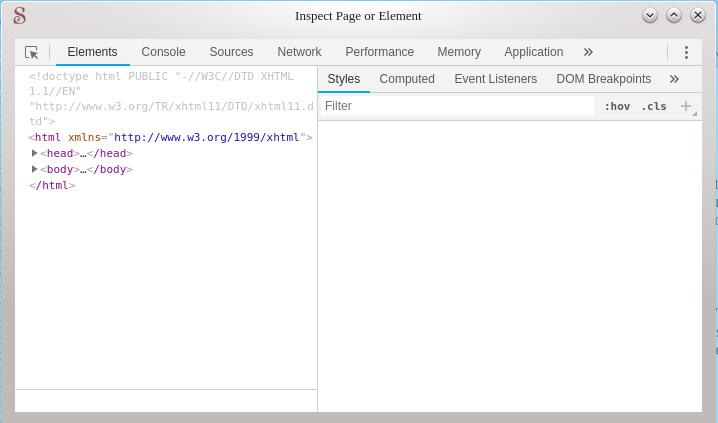 Inspect Page or Element
Elements Console Sources Network Performance Memory Application »
<!doctype html PUBLIC "-//W3C//DTD XHTML
1.1//EN"
"http://www.w3.org/TR/xhtml11/DTD/xhtml11.d
td">
<html xmlns="http://www.w3.org/1999/xhtml">
<head>…</head>
<body>…</body>
</html>
Styles Computed Event Listeners DOM Breakpoints »
Filter :hov .cls +